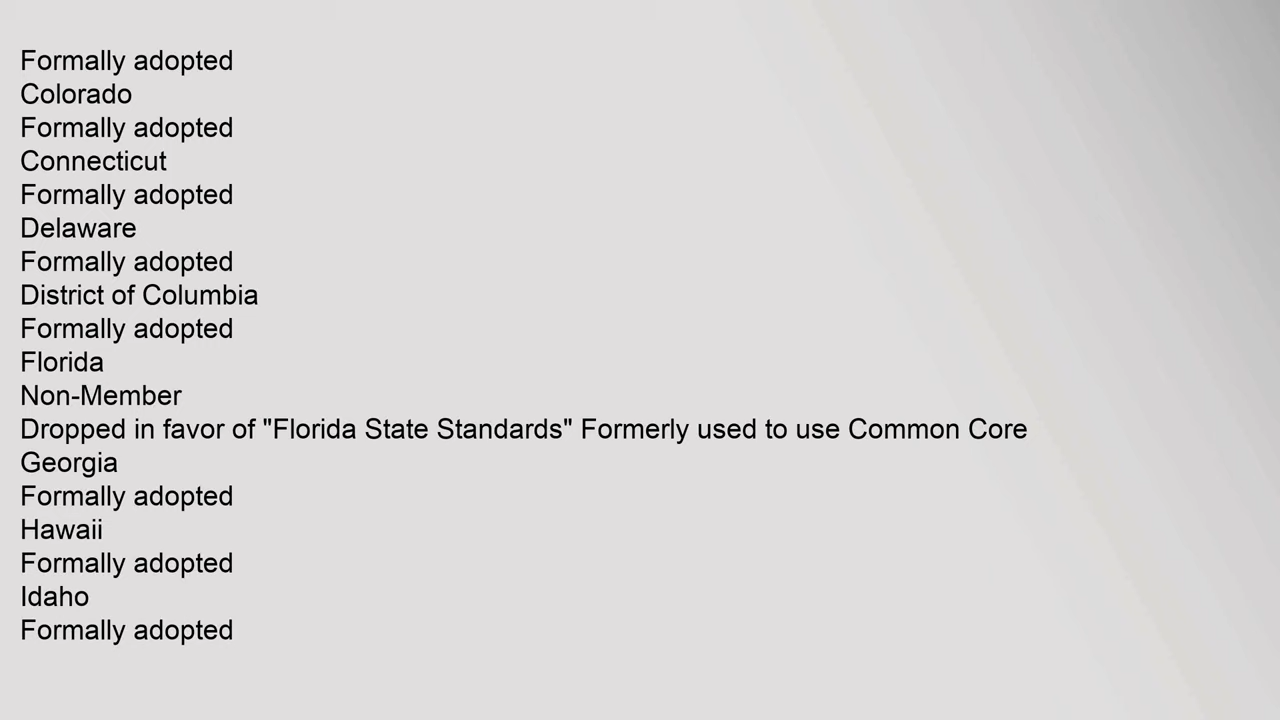 Formally adopted
Colorado
Formally adopted
Connecticut
Formally adopted
Delaware
Formally adopted
District of Columbia
Formally adopted
Florida
Non-Member
Dropped in favor of "Florida State Standards" Formerly used to use Common Core
Georgia
Formally adopted
Hawaii
Formally adopted
Idaho
Formally adopted